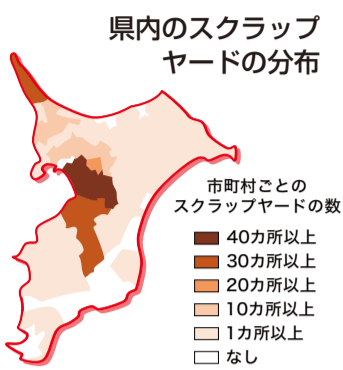 県内のスクラップ
ヤードの分布
市町村ごとの
スクラップヤードの数
40カ所以上
30カ所以上
20カ所以上
10カ所以上
1カ所以上
なし